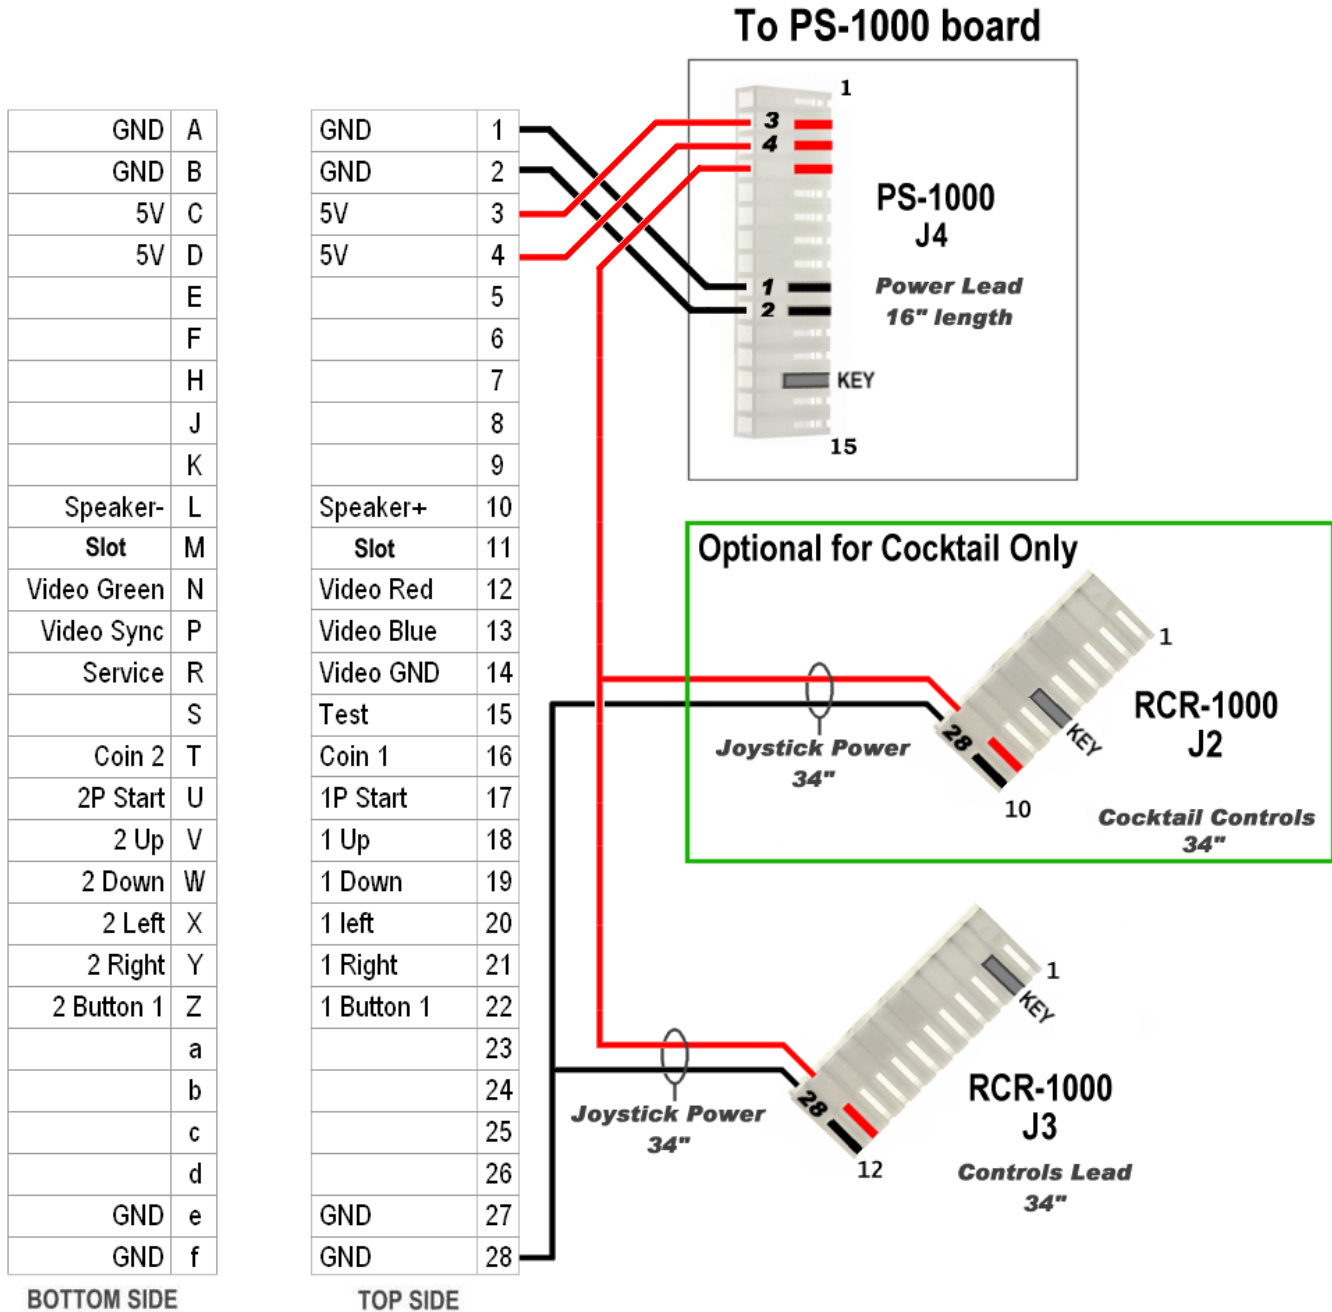 To PS-1000 board
GND A
GND B
5V C
5V D
E
F
H
J
K
Speaker- L
Slot M
Video Green N
Video Sync P
Service R
S
Coin 2 T
2P Start U
2 Up V
2 Down W
2 Left X
2 Right Y
2 Button 1 Z
a
b
c
d
GND e
GND f
BOTTOM SIDE
GND 1
GND 2
5V 3
5V 4
5
6
7
8
9
Speaker+ 10
Slot 11
Video Red 12
Video Blue 13
Video GND 14
Test 15
Coin 1 16
1P Start 17
1 Up 18
1 Down 19
1 left 20
1 Right 21
1 Button 1 22
23
24
25
26
GND 27
GND 28
TOP SIDE
1
3
4
1
2
KEY
15
PS-1000
J4
Power Lead
16" length
Optional for Cocktail Only
1
KEY
28
10
Joystick Power
34"
RCR-1000
J2
Cocktail Controls
34"
1
KEY
28
12
Joystick Power
34"
RCR-1000
J3
Controls Lead
34"